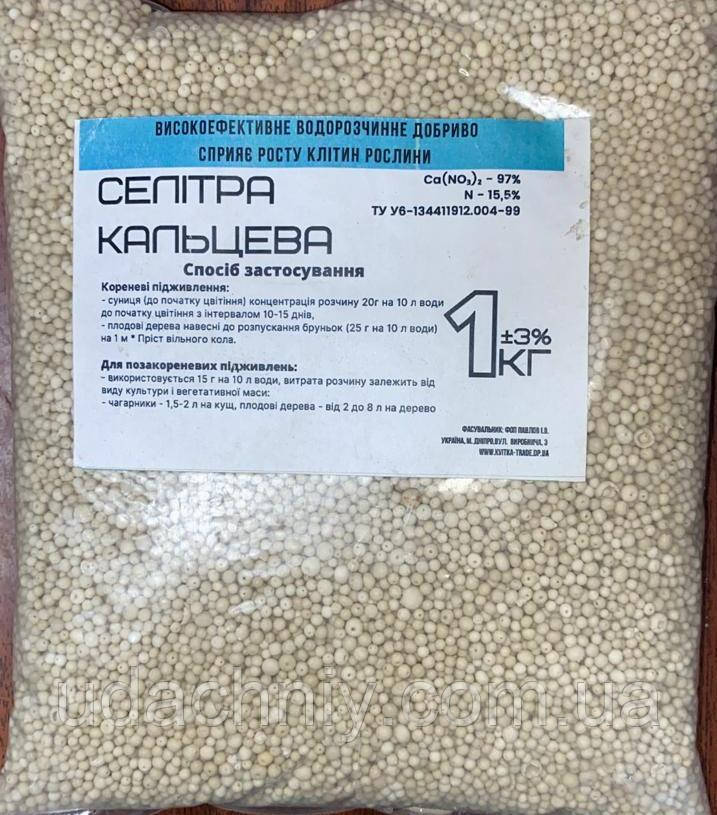 ВИСОКОЕФЕКТИВНЕ ВОДОРОЗЧИННЕ ДОБРИВО
СПРИЯЄ РОСТУ КЛІТИН РОСЛИНИ
СЕЛІТРА
КАЛЬЦЕВА
Ca(NO₃)₂ - 97%
N - 15,5%
ТУ У6-134411912.004-99
Спосіб застосування
Кореневі підживлення:
- суниця (до початку цвітіння) концентрація розчину 20г на 10 л води
до початку цвітіння з інтервалом 10-15 днів,
- плодові дерева навесні до розпускання бруньок (25 г на 10 л води)
на 1 м * Пріст вільного кола.
Для позакореневих підживлень:
- використовується 15 г на 10 л води, витрата розчину залежить від
виду культури і вегетативної маси:
- чагарники - 1,5-2 л на кущ, плодові дерева - від 2 до 8 л на дерево
1 КГ ±3%
ФАСУВАЛЬНИК: ФОП ПАВЛОВ І.В.
УКРАЇНА, М. ДНІПРО,ВУЛ. ВИРОБНИЧА, 3
WWW.KVITKA-TRADE.DP.UA
udachniy.com.ua